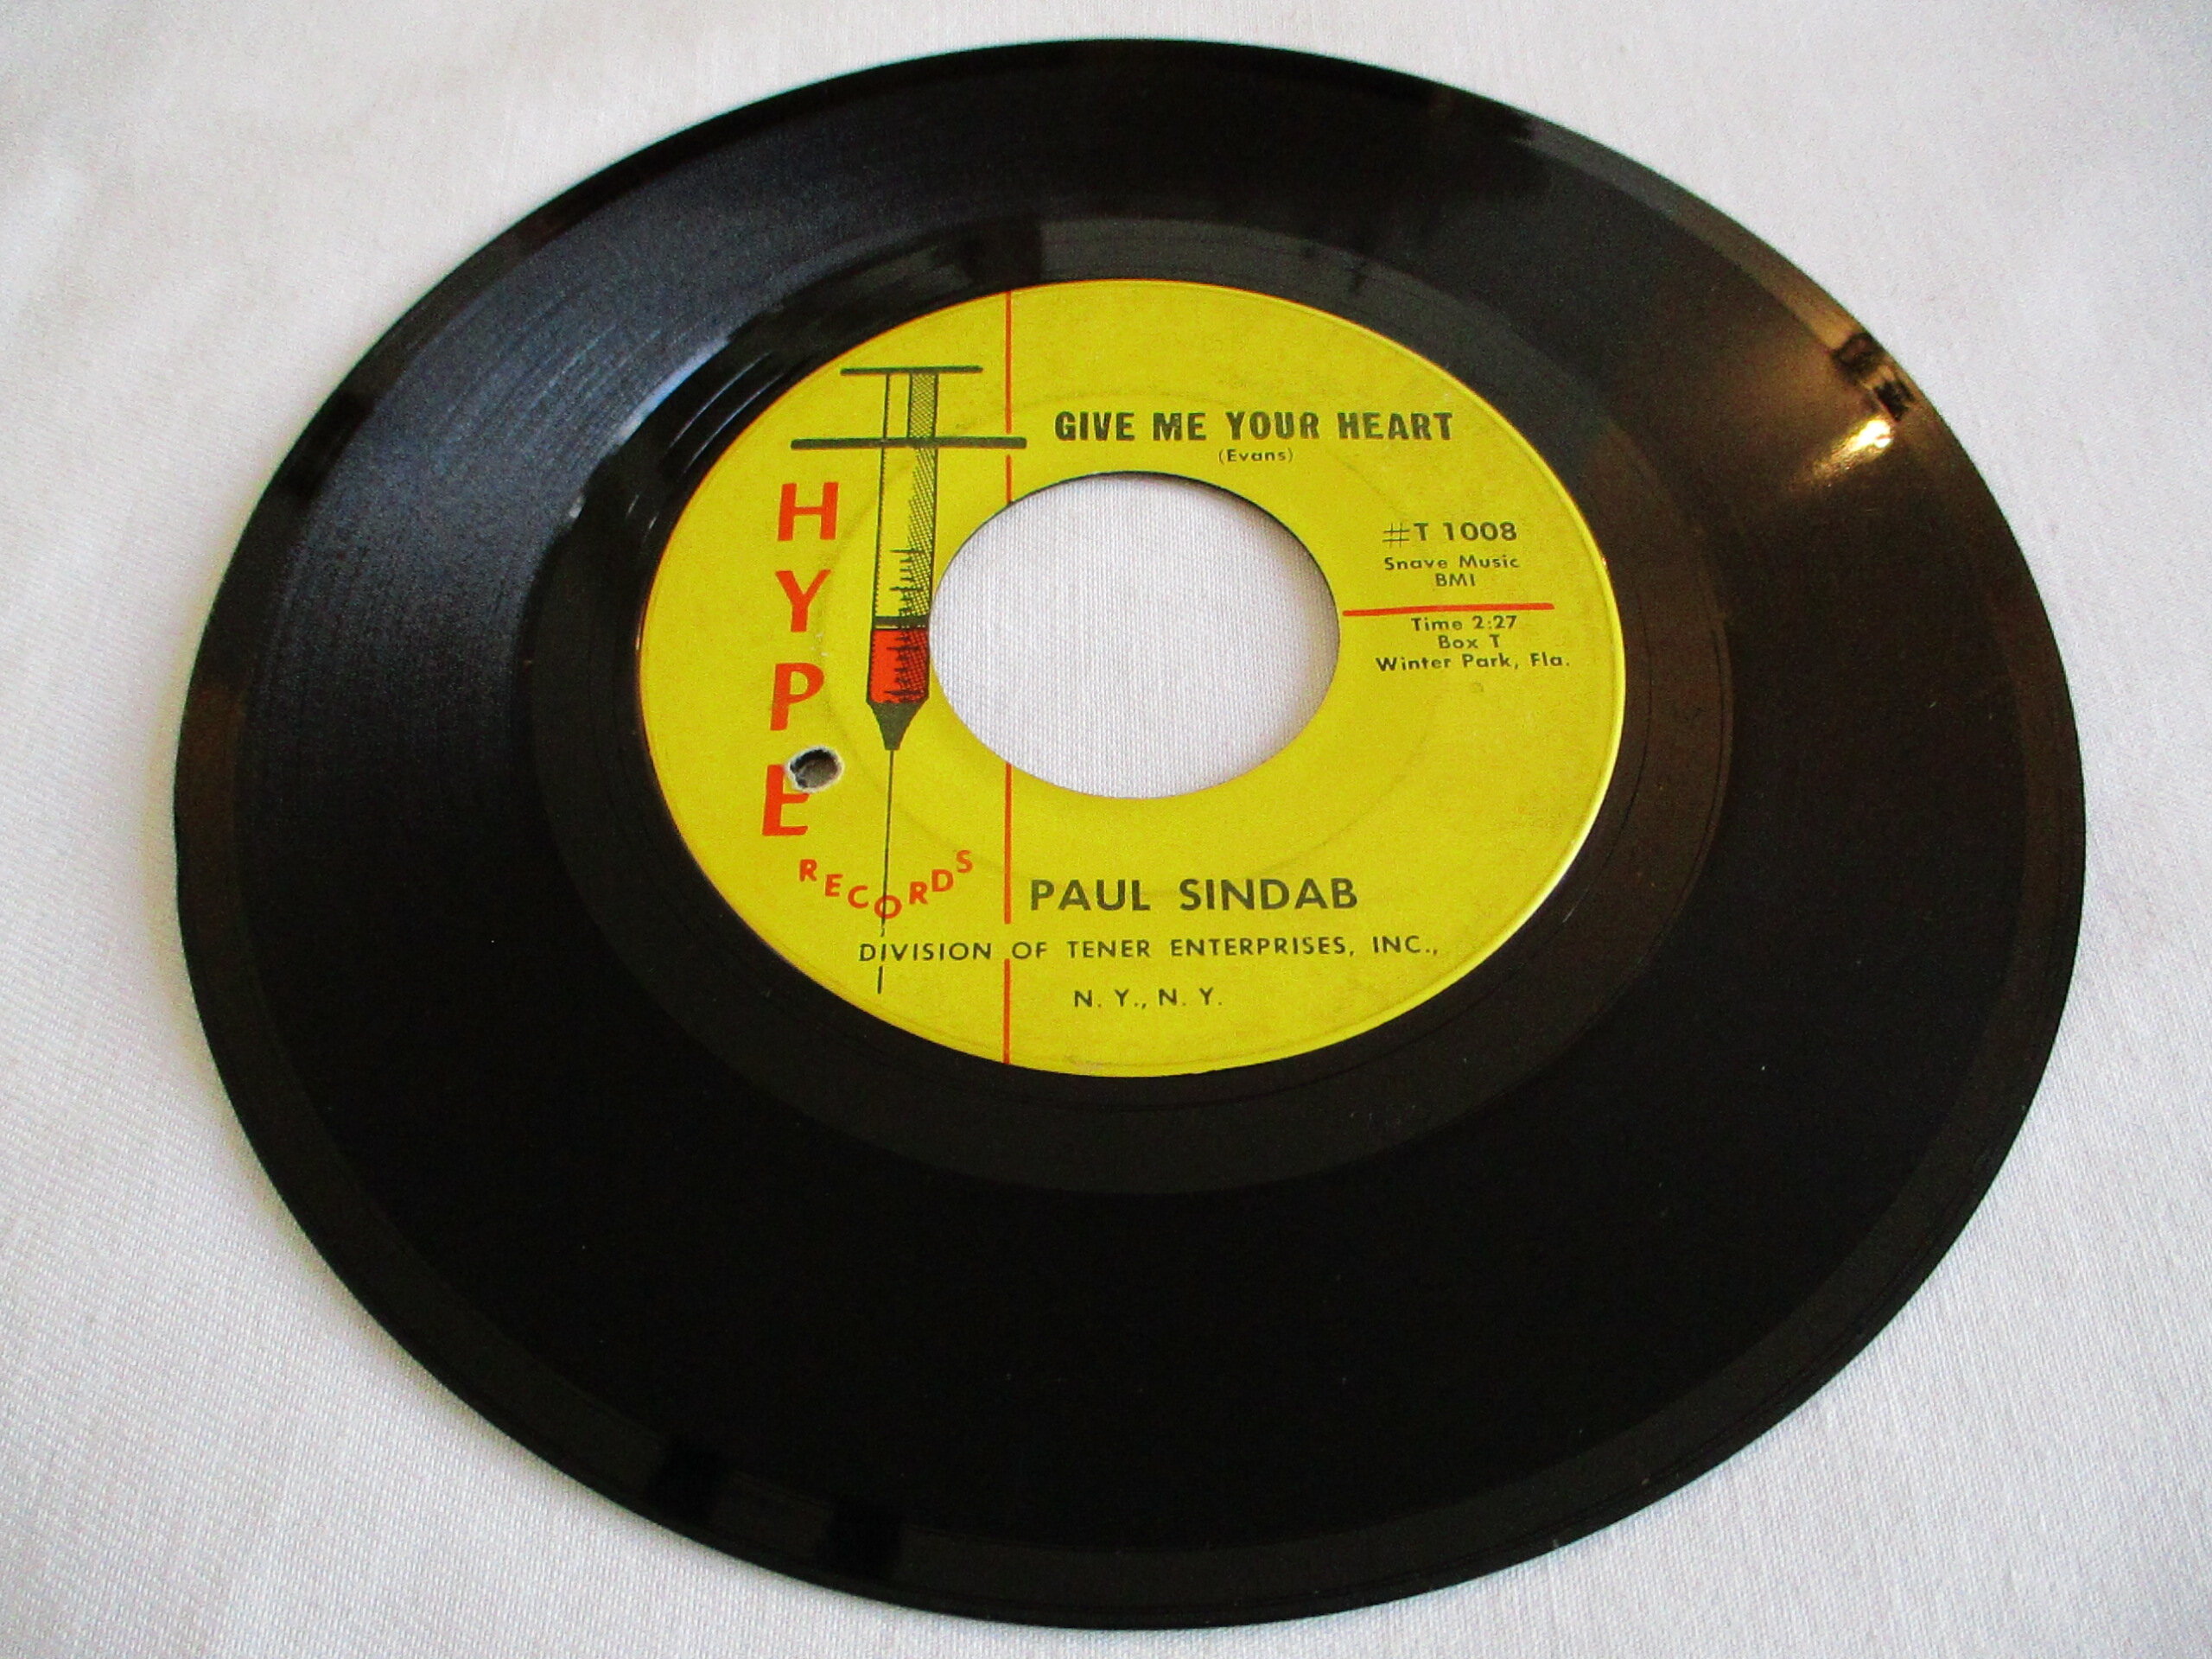 GIVE ME YOUR HEART
(Evans)
HYPE
RECORDS
#T 1008
Snave Music
BMI
Time 2:27
Box T
Winter Park, Fla.
PAUL SINDAB
DIVISION OF TENER ENTERPRISES, INC.,
N. Y., N. Y.